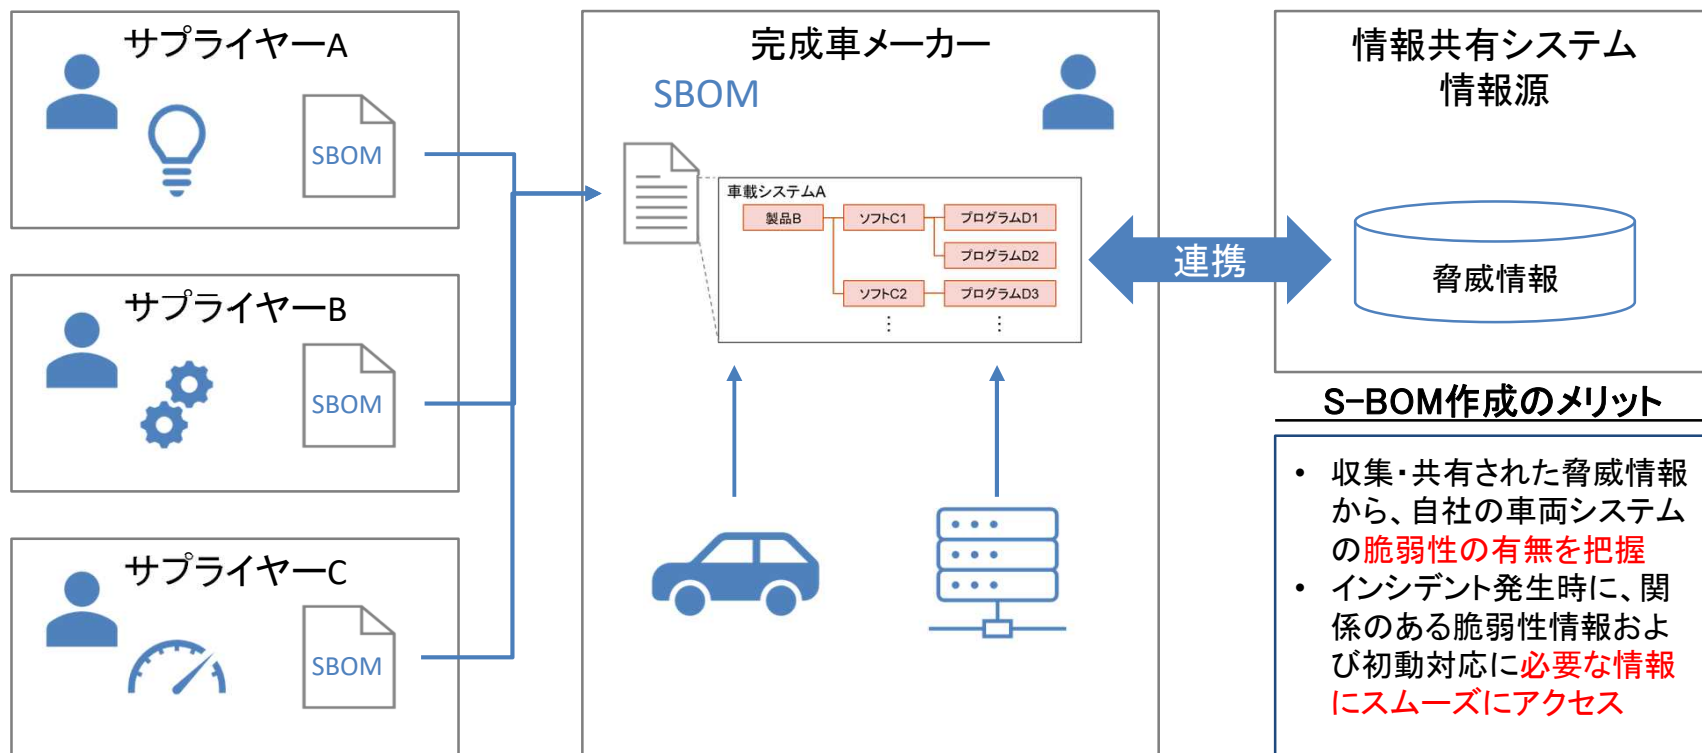 サプライヤーA
SBOM
サプライヤーB
SBOM
サプライヤーC
SBOM
完成車メーカー
SBOM
車載システムA
製品B
ソフトC1
プログラムD1
プログラムD2
ソフトC2
プログラムD3
⋮
⋮
連携
情報共有システム
情報源
脅威情報
S-BOM作成のメリット
• 収集・共有された脅威情報
から、自社の車両システム
の脆弱性の有無を把握
• インシデント発生時に、関
係のある脆弱性情報およ
び初動対応に必要な情報
にスムーズにアクセス